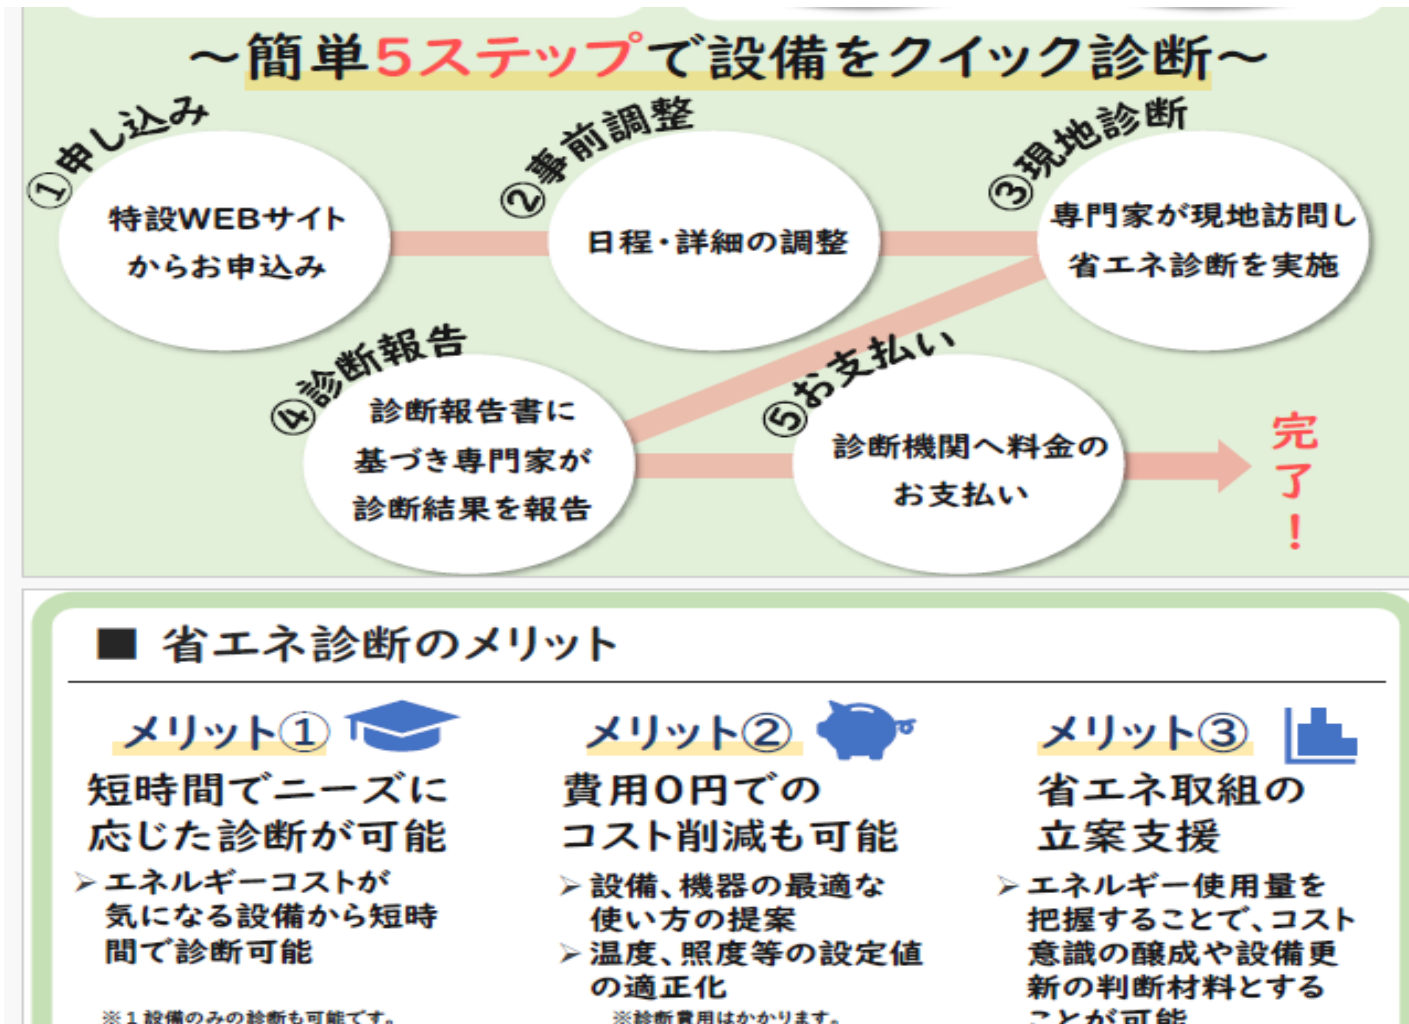 ～簡単5ステップで設備をクイック診断～
①申し込み
特設WEBサイト
からお申込み
②事前調整
日程・詳細の調整
③現地診断
専門家が現地訪問し
省エネ診断を実施
④診断報告
診断報告書に
基づき専門家が
診断結果を報告
⑤お支払い
診断機関へ料金の
お支払い
完了！
■ 省エネ診断のメリット
メリット①
短時間でニーズに
応じた診断が可能
➢エネルギーコストが
気になる設備から短時
間で診断可能
※１設備のみの診断も可能です。
メリット②
費用0円での
コスト削減も可能
➢設備、機器の最適な
使い方の提案
➢温度、照度等の設定値
の適正化
※診断費用はかかります。
メリット③
省エネ取組の
立案支援
➢エネルギー使用量を
把握することで、コスト
意識の醸成や設備更
新の判断材料とする
ことが可能